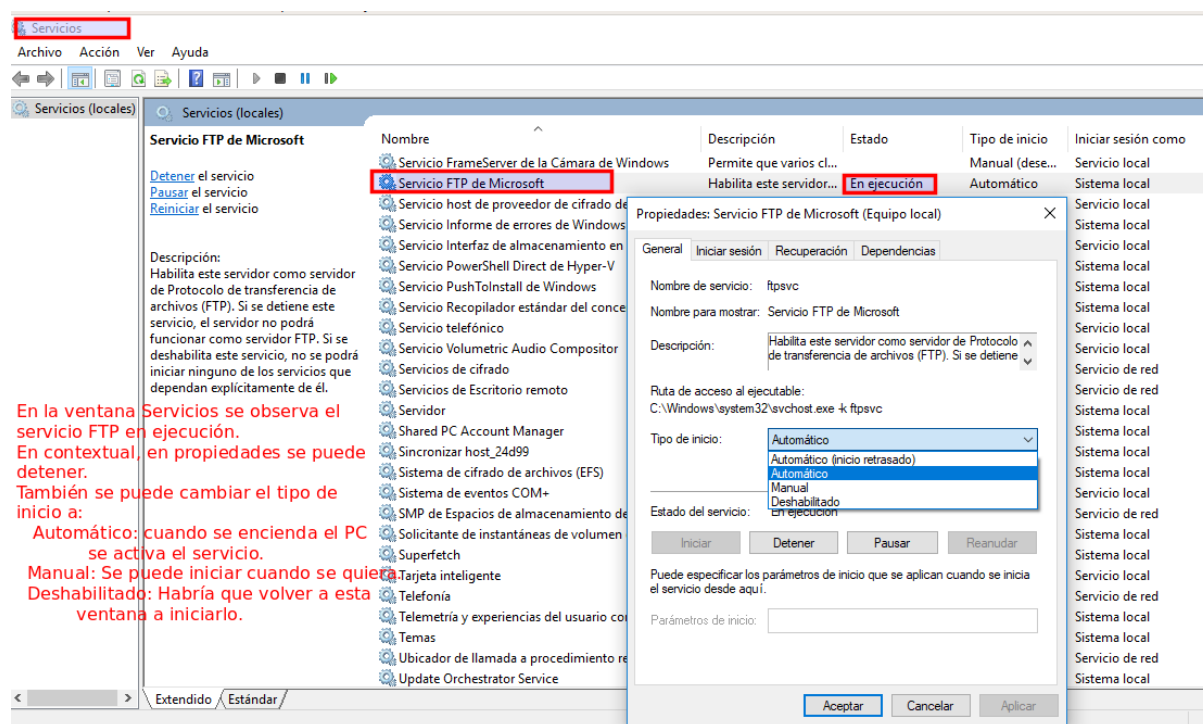 Servicios
Archivo Acción Ver Ayuda
Servicios (locales)
Servicios (locales)
Servicio FTP de Microsoft
Detener el servicio
Pausar el servicio
Reiniciar el servicio
Descripción:
Habilita este servidor como servidor
de Protocolo de transferencia de
archivos (FTP). Si se detiene este
servicio, el servidor no podrá
funcionar como servidor FTP. Si se
deshabilita este servicio, no se podrá
iniciar ninguno de los servicios que
dependan explícitamente de él.
En la ventana Servicios se observa el
servicio FTP en ejecución.
En contextual, en propiedades se puede
detener.
También se puede cambiar el tipo de
inicio a:
Automático: cuando se encienda el PC
se activa el servicio.
Manual: Se puede iniciar cuando se quiera.
Deshabilitado: Habría que volver a esta
ventana a iniciarlo.
Nombre Descripción Estado Tipo de inicio Iniciar sesión como
Servicio FrameServer de la Cámara de Windows Permite que varios cl... Manual (dese... Servicio local
Servicio FTP de Microsoft Habilita este servidor... En ejecución Automático Sistema local
Servicio host de proveedor de cifrado de Servicio local
Servicio Informe de errores de Windows Sistema local
Servicio Interfaz de almacenamiento en Servicio local
Servicio PowerShell Direct de Hyper-V Sistema local
Servicio PushToInstall de Windows Sistema local
Servicio Recopilador estándar del conce Sistema local
Servicio telefónico Servicio local
Servicio Volumetric Audio Compositor Servicio local
Servicios de cifrado Servicio de red
Servicios de Escritorio remoto Servicio de red
Servidor Sistema local
Shared PC Account Manager Sistema local
Sincronizar host_24d99 Sistema local
Sistema de cifrado de archivos (EFS) Sistema local
Sistema de eventos COM+ Servicio local
SMP de Espacios de almacenamiento de Servicio de red
Solicitante de instantáneas de volumen Sistema local
Superfetch Sistema local
Tarjeta inteligente Servicio local
Telefonía Servicio de red
Telemetría y experiencias del usuario co Sistema local
Temas Sistema local
Ubicador de llamada a procedimiento re Servicio de red
Update Orchestrator Service Sistema local
Extendido Estándar
Propiedades: Servicio FTP de Microsoft (Equipo local)
General Iniciar sesión Recuperación Dependencias
Nombre de servicio: ftpsvc
Nombre para mostrar: Servicio FTP de Microsoft
Descripción: Habilita este servidor como servidor de Protocolo
de transferencia de archivos (FTP). Si se detiene
Ruta de acceso al ejecutable:
C:\Windows\system32\svchost.exe -k ftpsvc
Tipo de inicio: Automático
Automático (inicio retrasado)
Automático
Manual
Deshabilitado
Estado del servicio: En ejecución
Iniciar Detener Pausar Reanudar
Puede especificar los parámetros de inicio que se aplican cuando se inicia
el servicio desde aquí.
Parámetros de inicio:
Aceptar Cancelar Aplicar